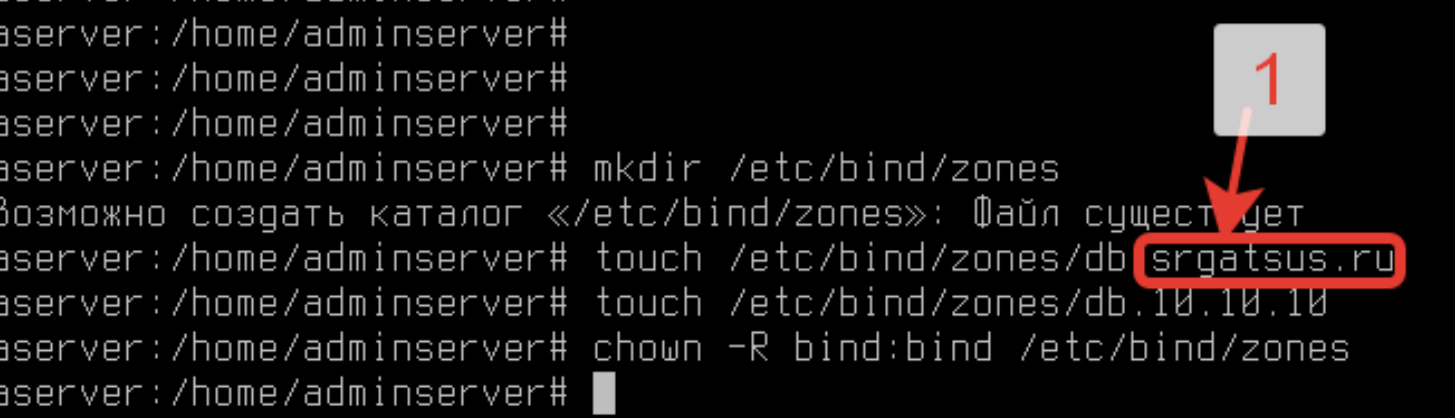 aserver:/home/adminserver#
aserver:/home/adminserver#
aserver:/home/adminserver#
1
aserver:/home/adminserver# mkdir /etc/bind/zones
возможно создать каталог «/etc/bind/zones»: Файл существует
aserver:/home/adminserver# touch /etc/bind/zones/db.srgatsus.ru
aserver:/home/adminserver# touch /etc/bind/zones/db.10.10.10
aserver:/home/adminserver# chown -R bind:bind /etc/bind/zones
aserver:/home/adminserver#